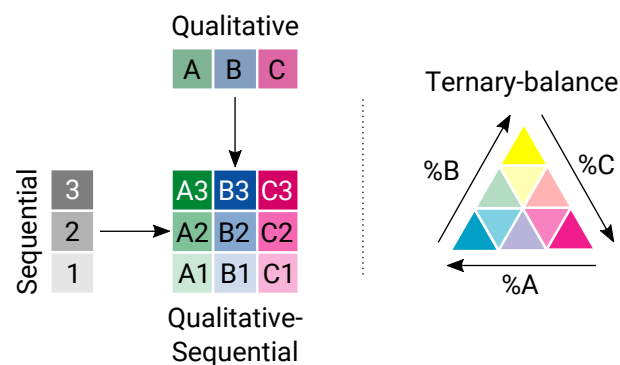 Qualitative
A B C
Sequential
3
2
1
A3 B3 C3
A2 B2 C2
A1 B1 C1
Qualitative-
Sequential
Ternary-balance
%B
%C
%A